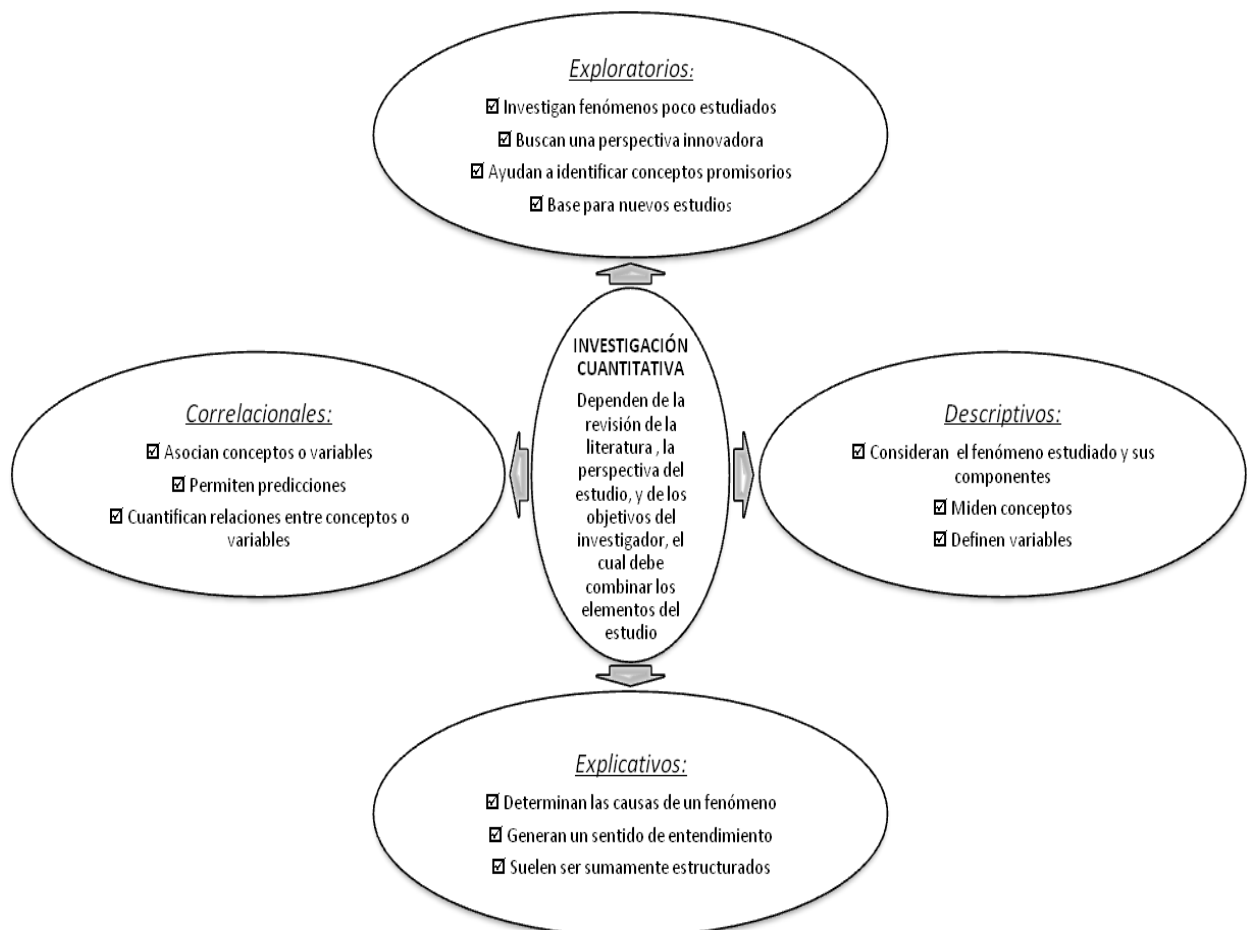 Exploratorios:
☑ Investigan fenómenos poco estudiados
☑ Buscan una perspectiva innovadora
☑ Ayudan a identificar conceptos promisorios
☑ Base para nuevos estudios
INVESTIGACIÓN
CUANTITATIVA
Dependen de la
revisión de la
literatura , la
perspectiva del
estudio, y de los
objetivos del
investigador, el
cual debe
combinar los
elementos del
estudio
Correlacionales:
☑ Asocian conceptos o variables
☑ Permiten predicciones
☑ Cuantifican relaciones entre conceptos o
variables
Descriptivos:
☑ Consideran el fenómeno estudiado y sus
componentes
☑ Miden conceptos
☑ Definen variables
Explicativos:
☑ Determinan las causas de un fenómeno
☑ Generan un sentido de entendimiento
☑ Suelen ser sumamente estructurados